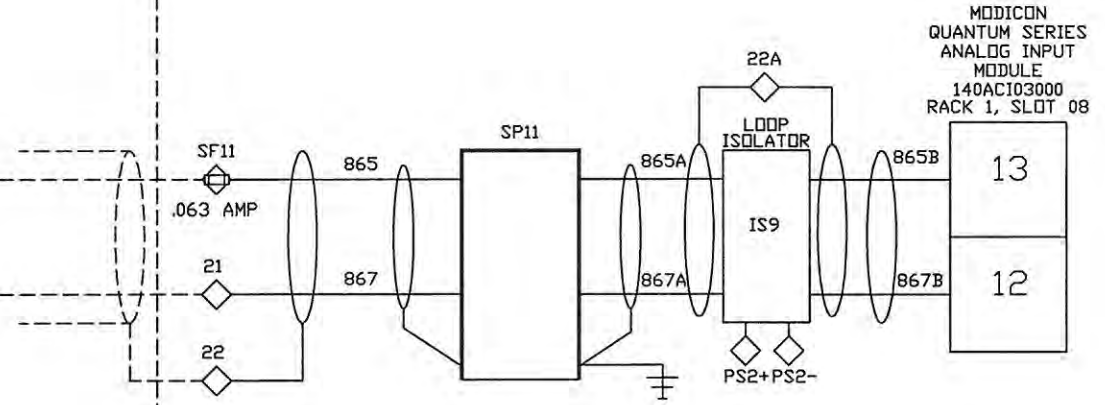 MODICON
QUANTUM SERIES
ANALOG INPUT
MODULE
140ACI03000
RACK 1, SLOT 08
22A
SP11
LOOP
ISOLATOR
SF11
865
865A
865B
13
.063 AMP
IS9
21
867
867A
867B
12
22
PS2+ PS2-